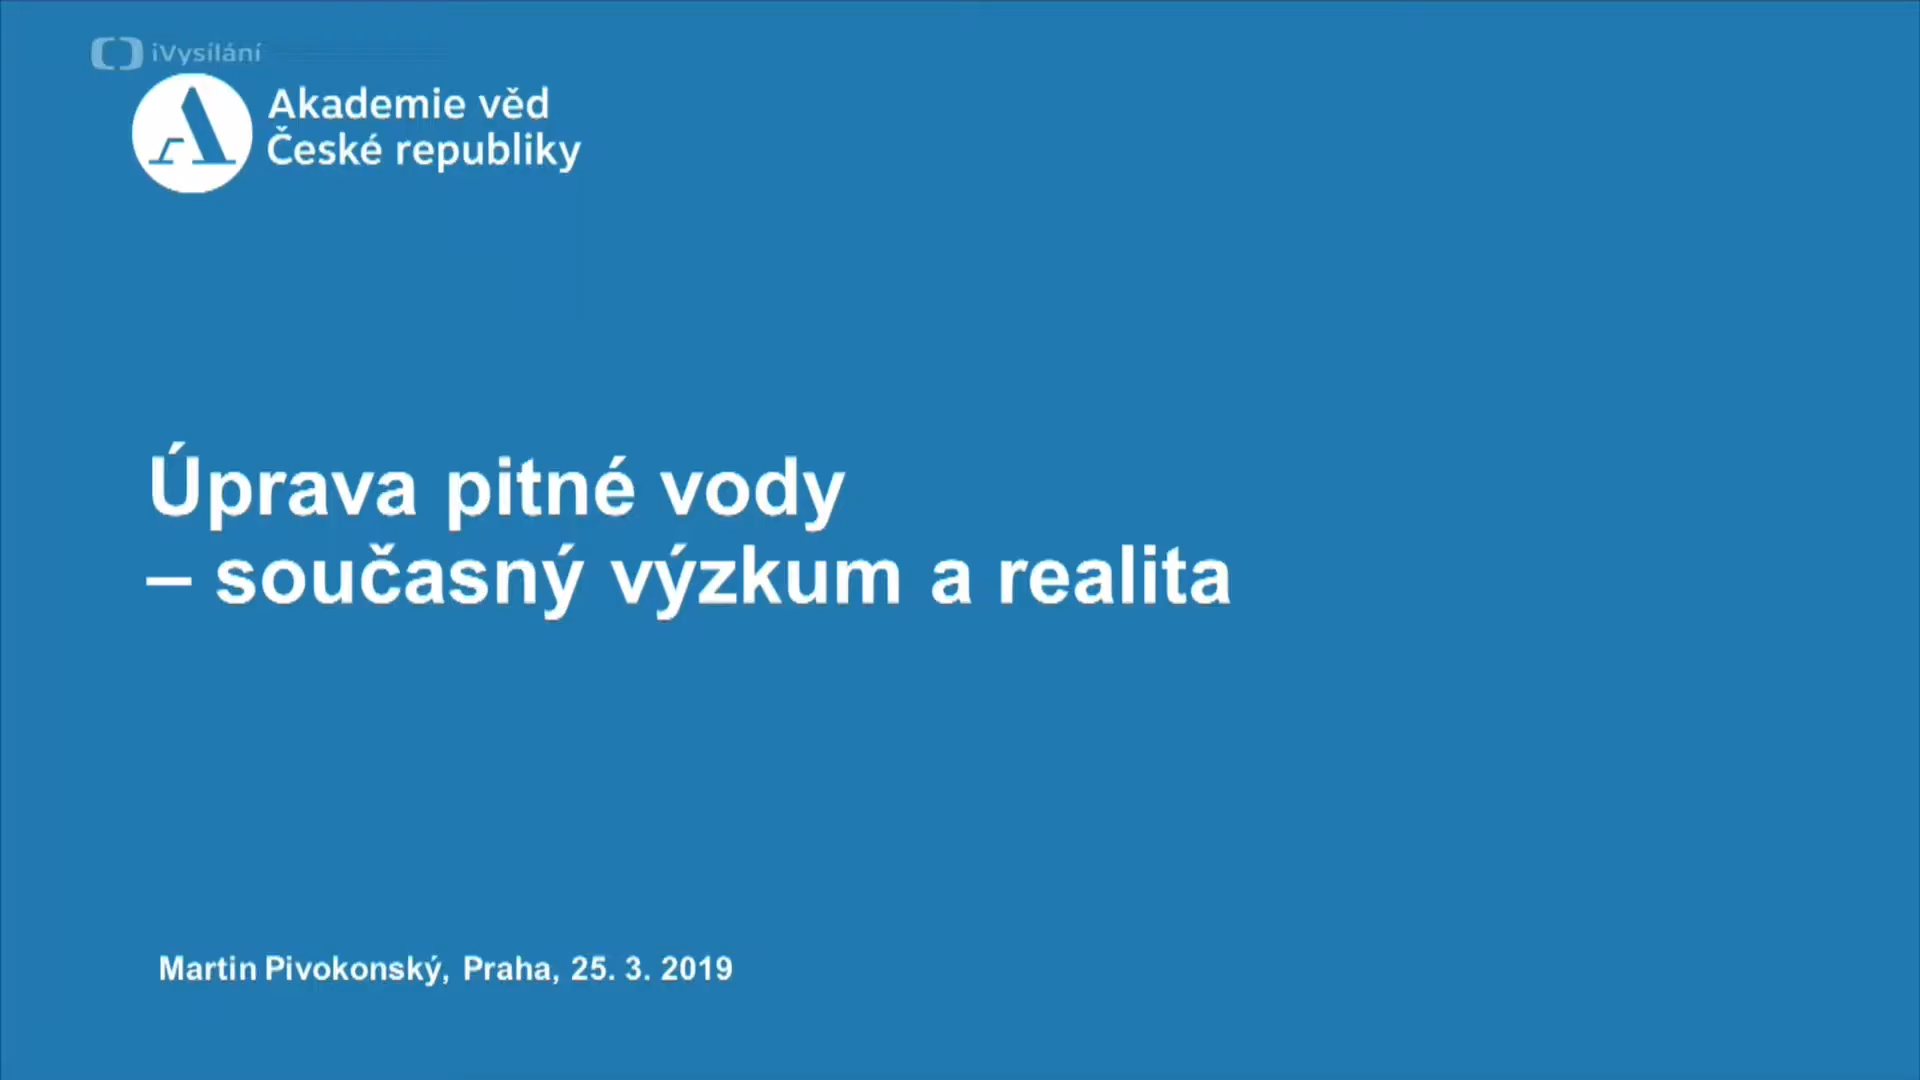 iVysílání
Akademie věd
České republiky
Úprava pitné vody
– současný výzkum a realita
Martin Pivokonský, Praha, 25. 3. 2019